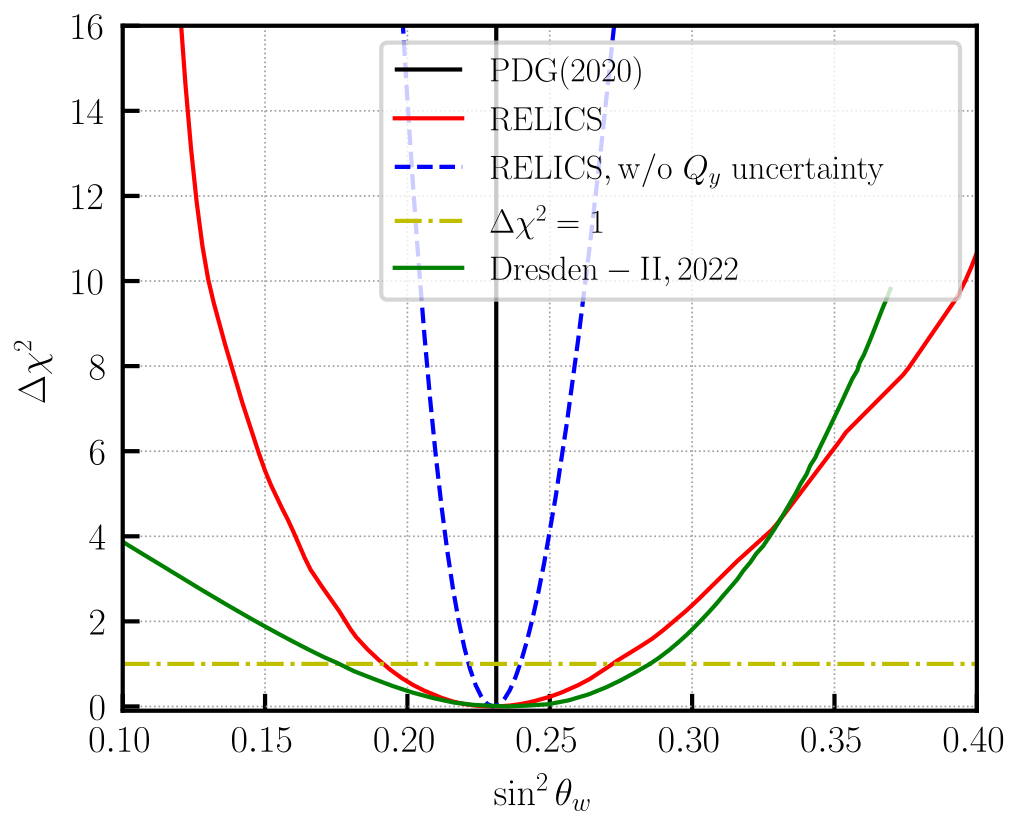 16
14
12
10
8
6
4
2
0
Δχ²
PDG(2020)
RELICS
RELICS, w/o Q_y uncertainty
Δχ² = 1
Dresden − II, 2022
0.10 0.15 0.20 0.25 0.30 0.35 0.40
sin² θ_w